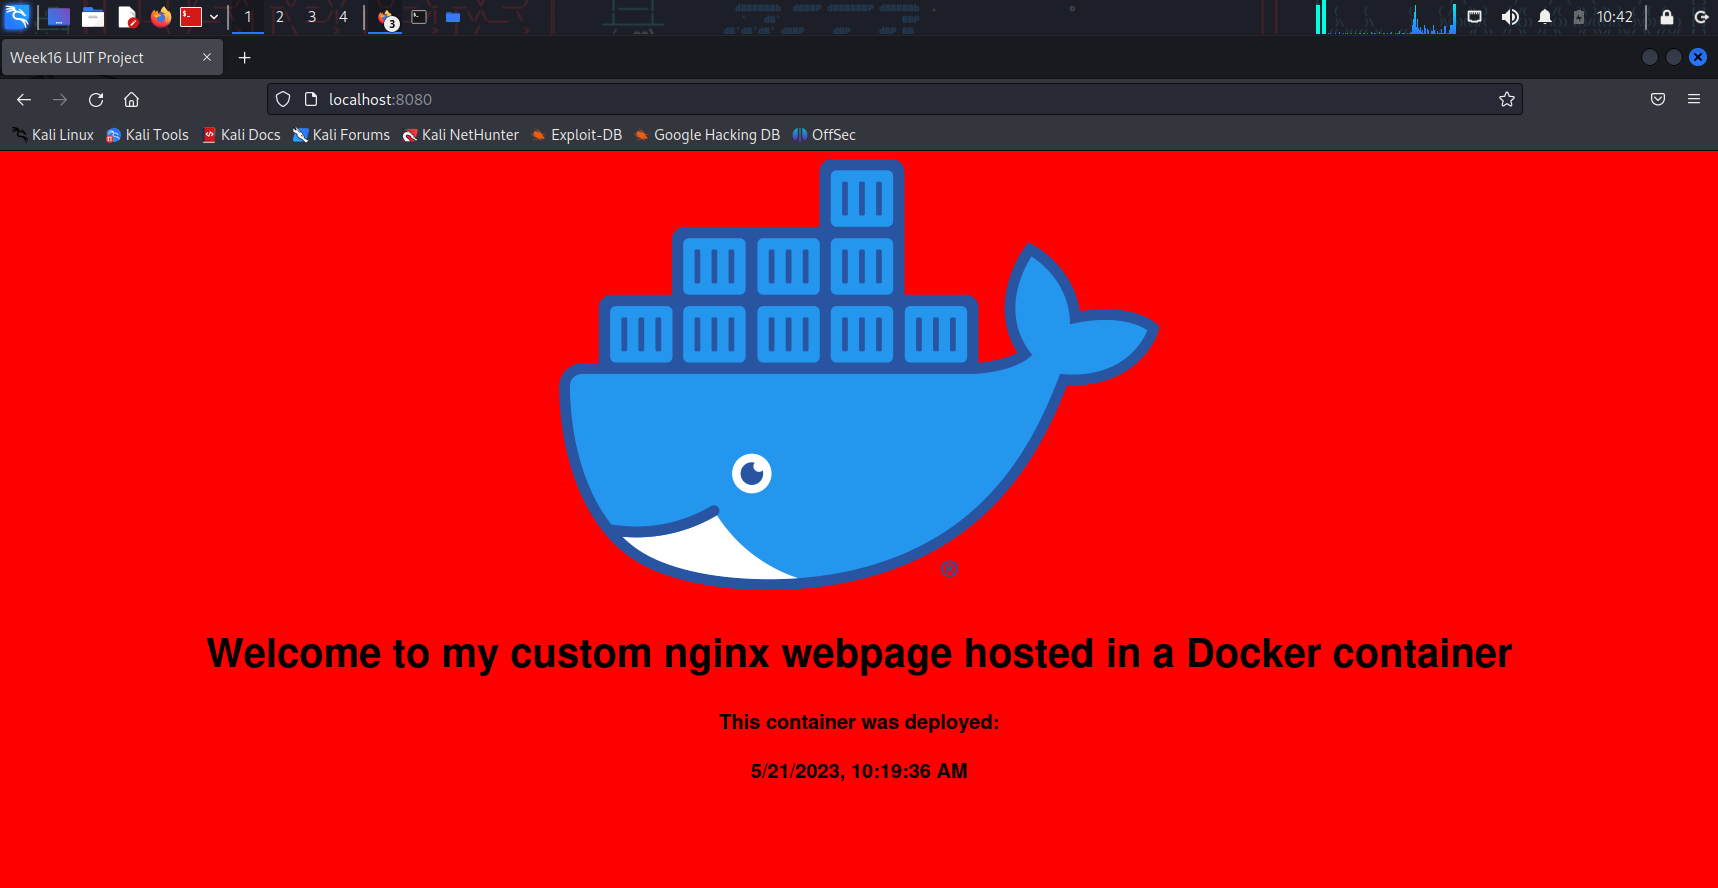 1 2 3 4 3 10:42
Week16 LUIT Project
localhost:8080
Kali Linux Kali Tools Kali Docs Kali Forums Kali NetHunter Exploit-DB Google Hacking DB OffSec
®
Welcome to my custom nginx webpage hosted in a Docker container
This container was deployed:
5/21/2023, 10:19:36 AM